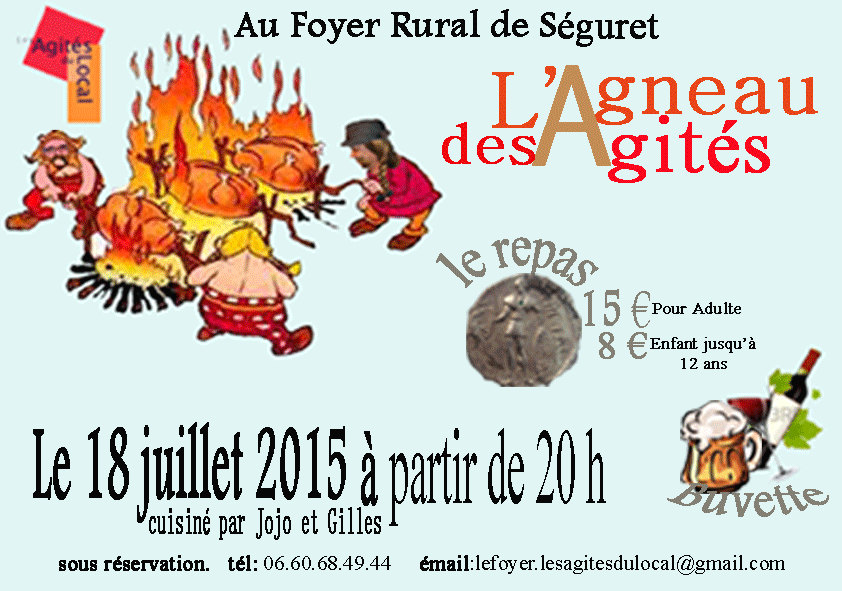 Au Foyer Rural de Séguret
Agités
du
Local
L'Agneau
des Agités
le repas
15 € Pour Adulte
8 € Enfant jusqu'à
12 ans
Buvette
Le 18 juillet 2015 à partir de 20 h
cuisiné par Jojo et Gilles
sous réservation. tél: 06.60.68.49.44 émail:lefoyer.lesagitesdulocal@gmail.com